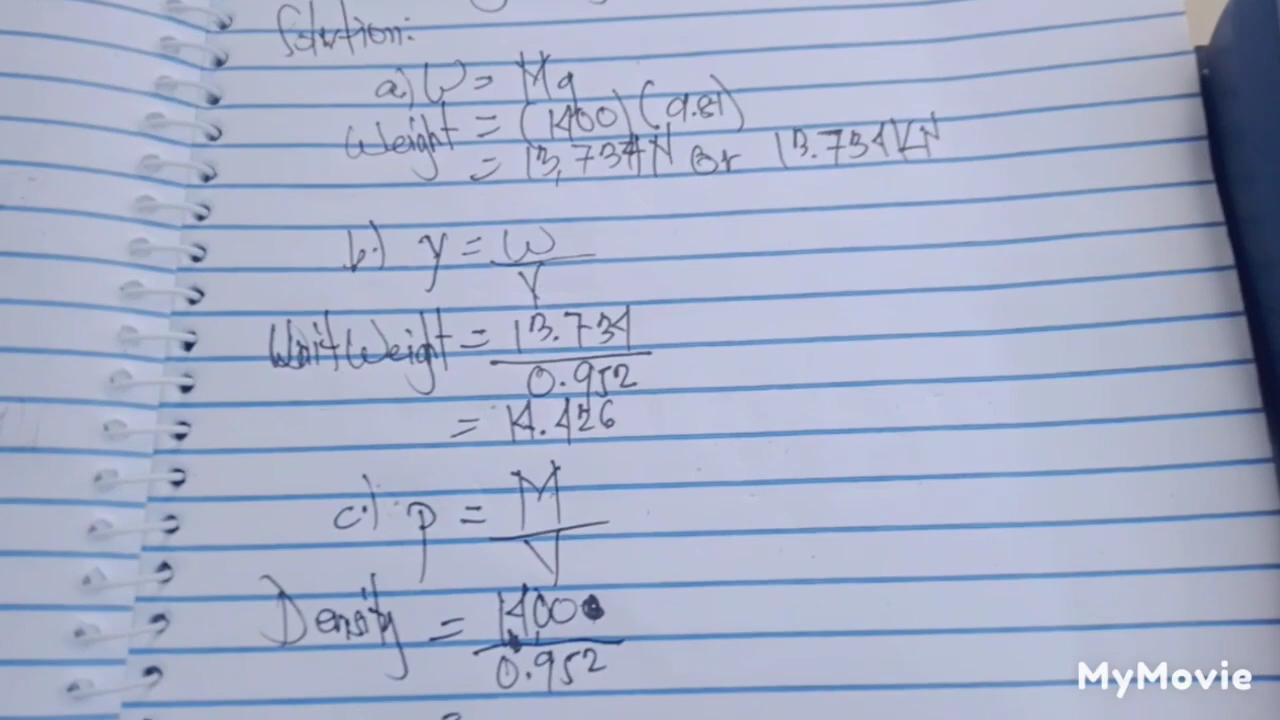 Solution:
a.) W = Mg
Weight = (1400) (9.81)
= 13,734N or 13.734KN
b.) γ = W
V
Unit Weight = 13.734
0.952
= 14.426
c.) ρ = M
V
Density = 1400
0.952
MyMovie